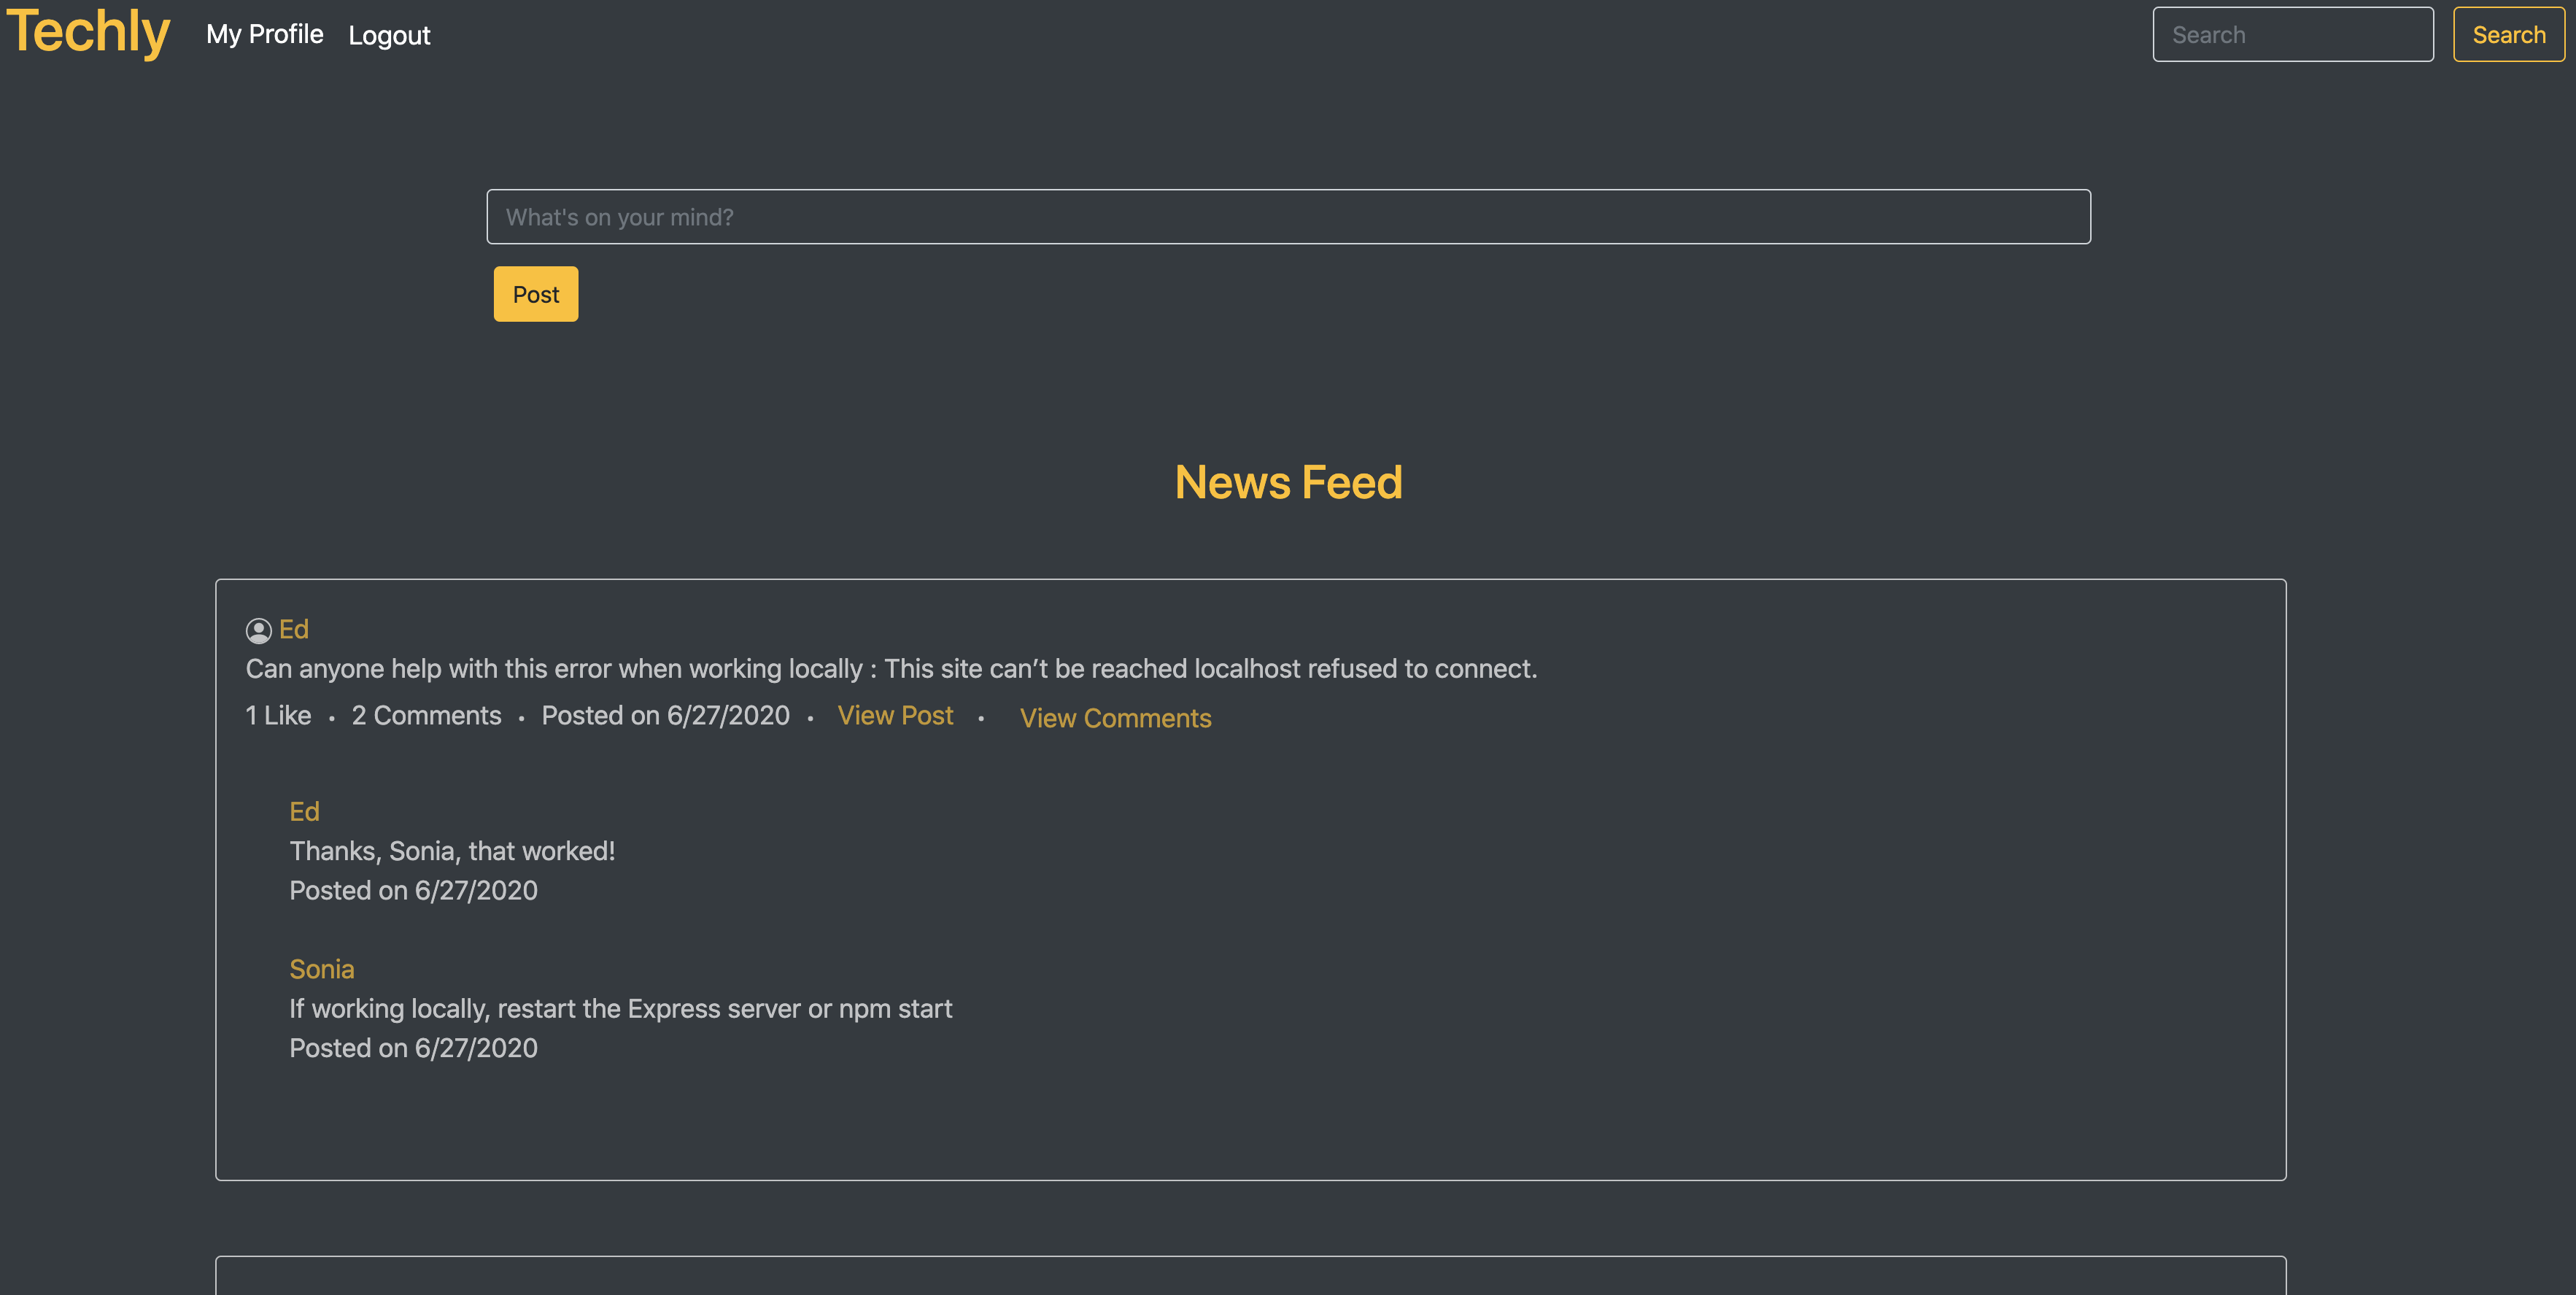 Techly My Profile Logout Search Search
What's on your mind?
Post
News Feed
Ed
Can anyone help with this error when working locally : This site can’t be reached localhost refused to connect.
1 Like • 2 Comments • Posted on 6/27/2020 • View Post • View Comments
Ed
Thanks, Sonia, that worked!
Posted on 6/27/2020
Sonia
If working locally, restart the Express server or npm start
Posted on 6/27/2020